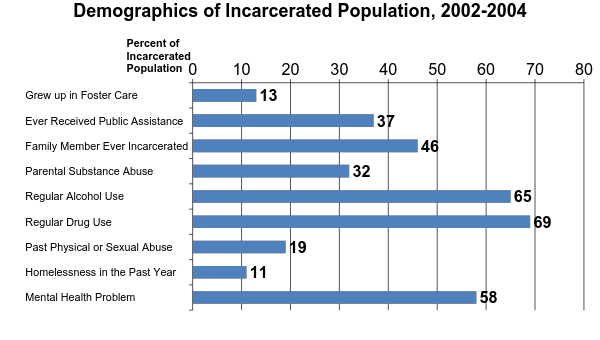 Demographics of Incarcerated Population, 2002-2004
Percent of
Incarcerated
Population
0 10 20 30 40 50 60 70 80
Grew up in Foster Care 13
Ever Received Public Assistance 37
Family Member Ever Incarcerated 46
Parental Substance Abuse 32
Regular Alcohol Use 65
Regular Drug Use 69
Past Physical or Sexual Abuse 19
Homelessness in the Past Year 11
Mental Health Problem 58